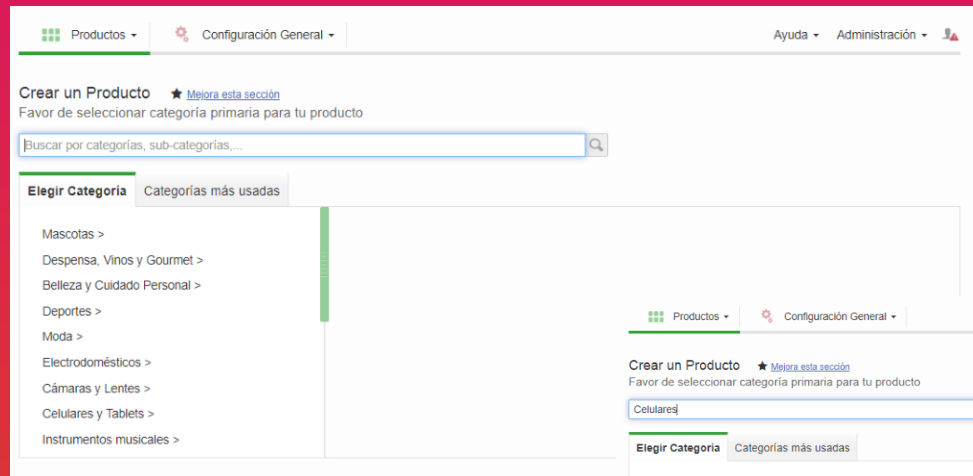 Productos Configuración General Ayuda Administración
Crear un Producto Mejora esta sección
Favor de seleccionar categoría primaria para tu producto
Buscar por categorías, sub-categorías,...
Elegir Categoría Categorías más usadas
Mascotas >
Despensa, Vinos y Gourmet >
Belleza y Cuidado Personal >
Deportes >
Moda >
Electrodomésticos >
Cámaras y Lentes >
Celulares y Tablets >
Instrumentos musicales >
Productos Configuración General
Crear un Producto Mejora esta sección
Favor de seleccionar categoría primaria para tu producto
Celulares
Elegir Categoría Categorías más usadas